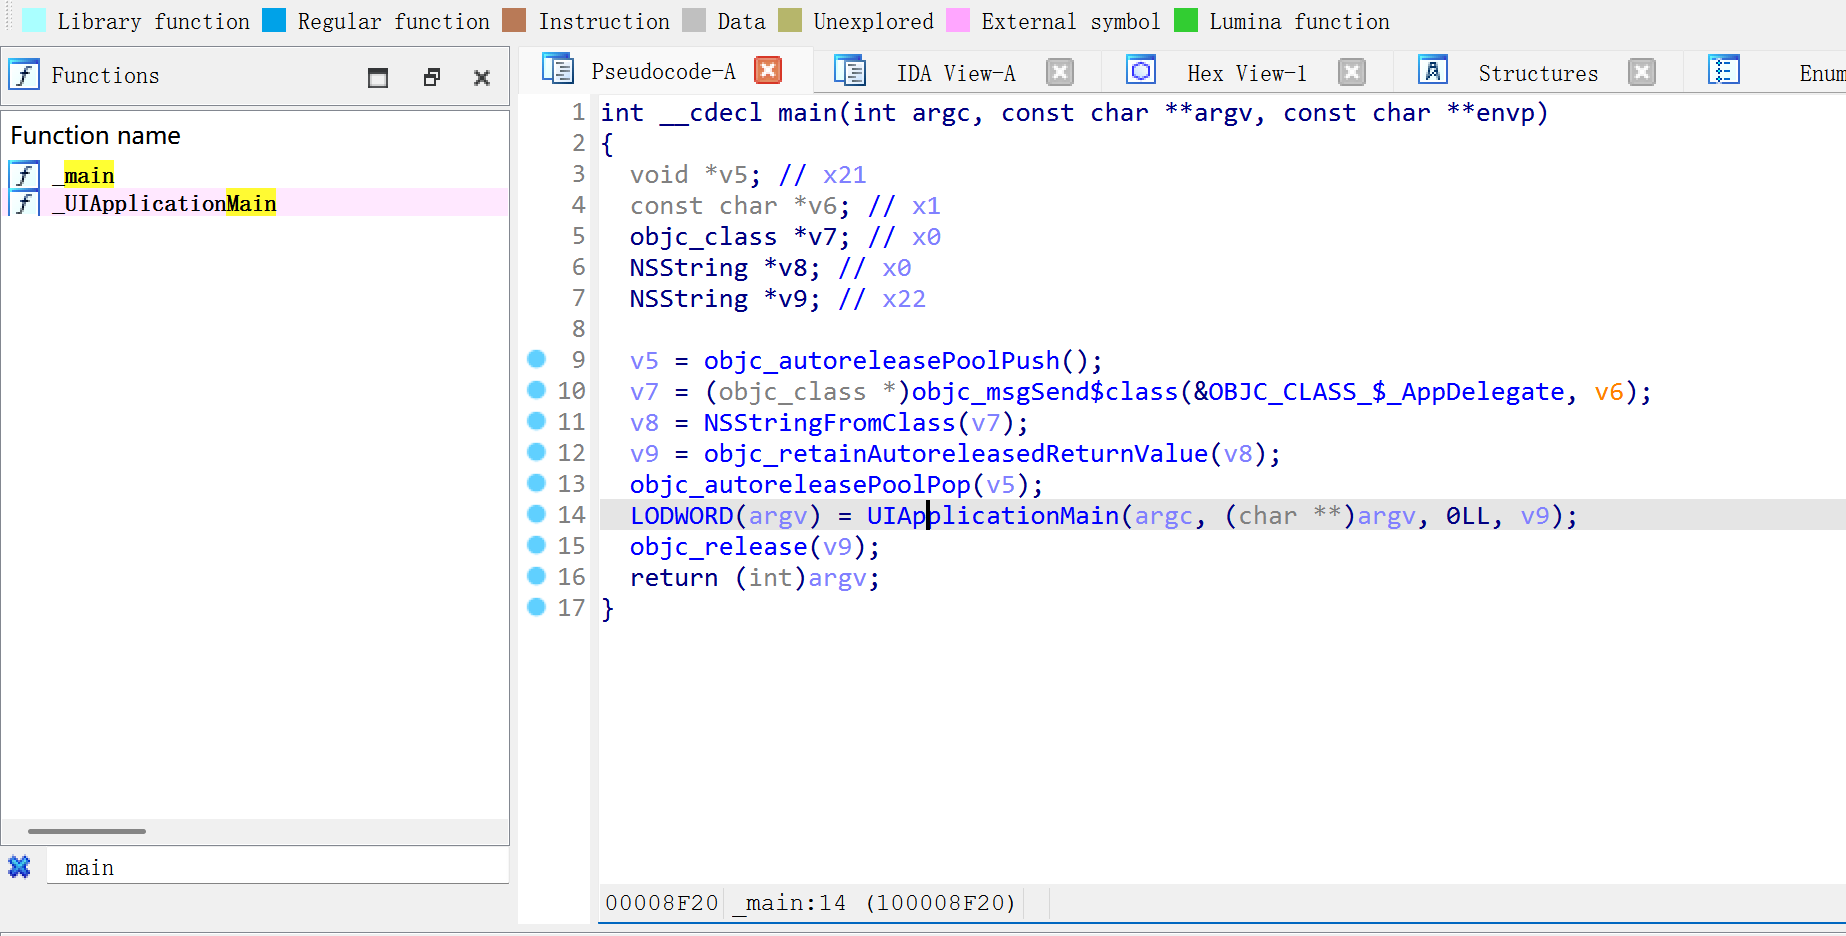 Library function Regular function Instruction Data Unexplored External symbol Lumina function
Functions
Function name
_main
_UIApplicationMain
main
Pseudocode-A IDA View-A Hex View-1 Structures Enum
1 int __cdecl main(int argc, const char **argv, const char **envp)
2 {
3 void *v5; // x21
4 const char *v6; // x1
5 objc_class *v7; // x0
6 NSString *v8; // x0
7 NSString *v9; // x22
8
9 v5 = objc_autoreleasePoolPush();
10 v7 = (objc_class *)objc_msgSend$class(&OBJC_CLASS_$_AppDelegate, v6);
11 v8 = NSStringFromClass(v7);
12 v9 = objc_retainAutoreleasedReturnValue(v8);
13 objc_autoreleasePoolPop(v5);
14 LODWORD(argv) = UIApplicationMain(argc, (char **)argv, 0LL, v9);
15 objc_release(v9);
16 return (int)argv;
17 }
00008F20 _main:14 (100008F20)